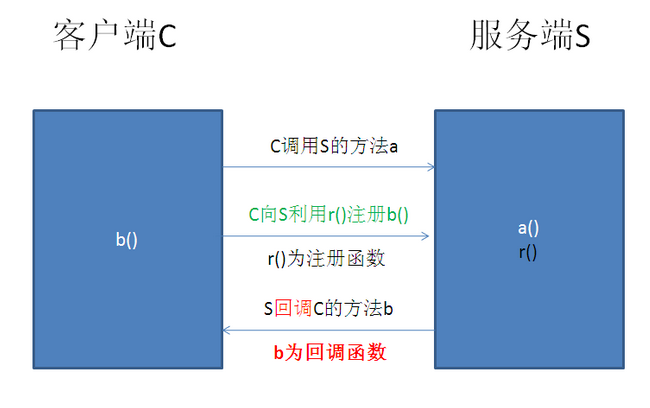 客户端C
服务端S
C调用S的方法a
C向S利用r()注册b()
b()
r()为注册函数
a()
r()
S回调C的方法b
b为回调函数